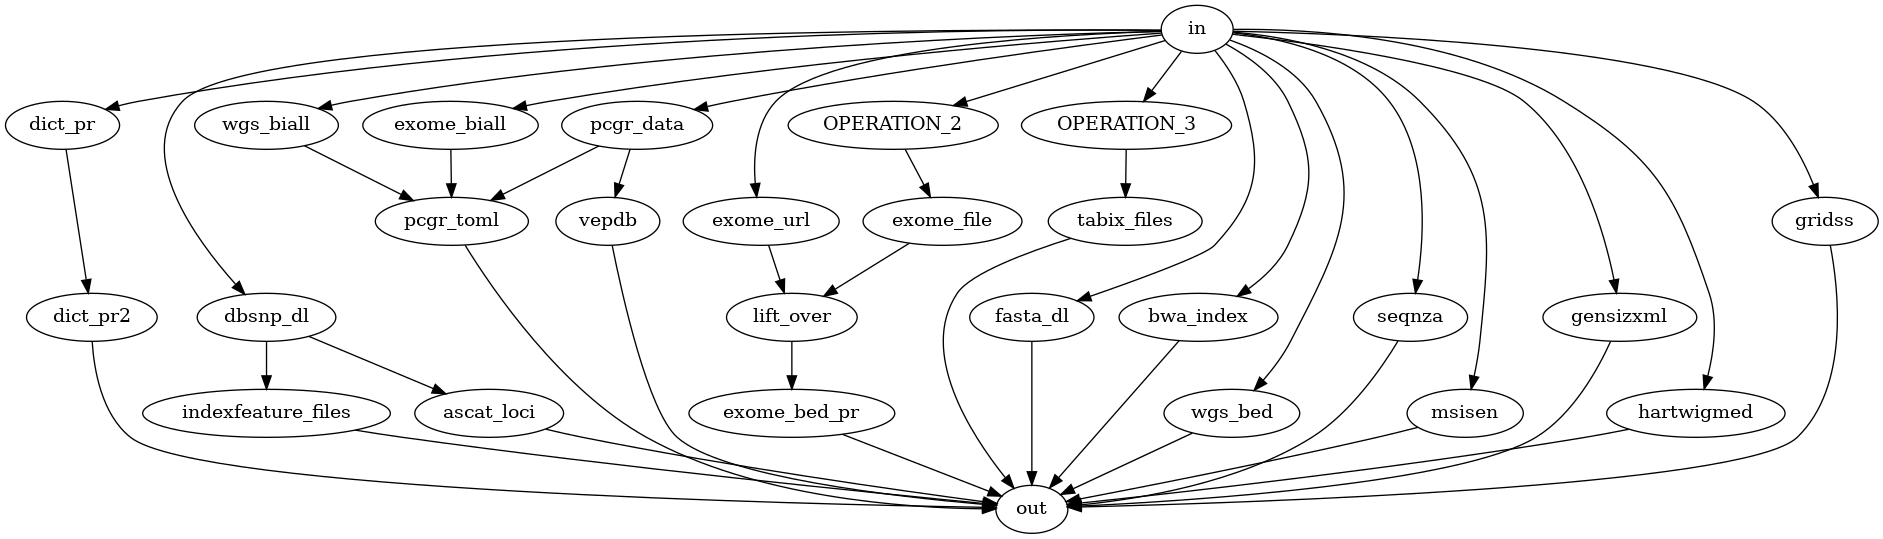 in
dict_pr
wgs_biall
exome_biall
pcgr_data
OPERATION_2
OPERATION_3
pcgr_toml
vepdb
exome_url
exome_file
tabix_files
gridss
dict_pr2
dbsnp_dl
lift_over
fasta_dl
bwa_index
seqnza
gensizxml
indexfeature_files
ascat_loci
exome_bed_pr
wgs_bed
msisen
hartwigmed
out